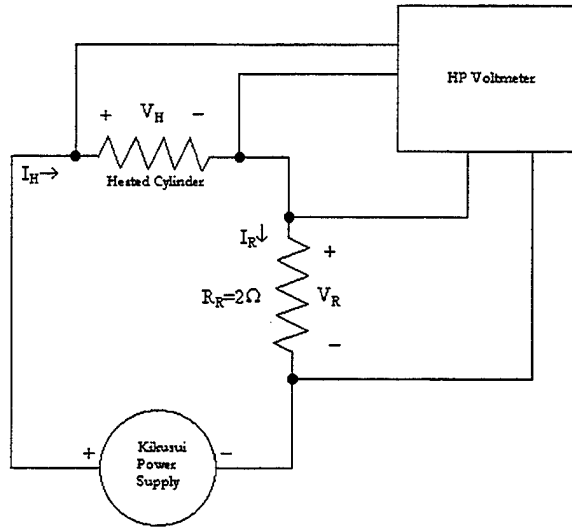 HP Voltmeter
+ V_H −
I_H→
Heated Cylinder
I_R↓
+
R_R=2Ω
V_R
−
+
Kikusui
Power
Supply
−